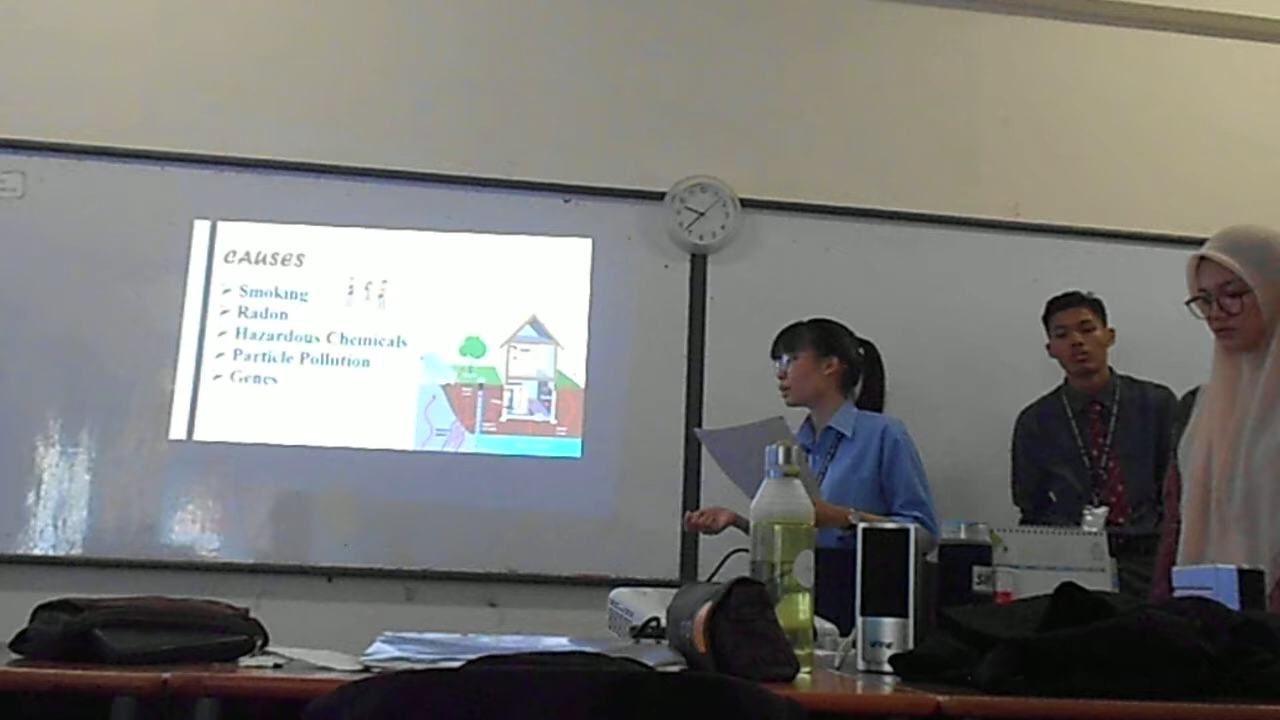 CAUSES
➢ Smoking
➢ Radon
➢ Hazardous Chemicals
➢ Particle Pollution
➢ Genes